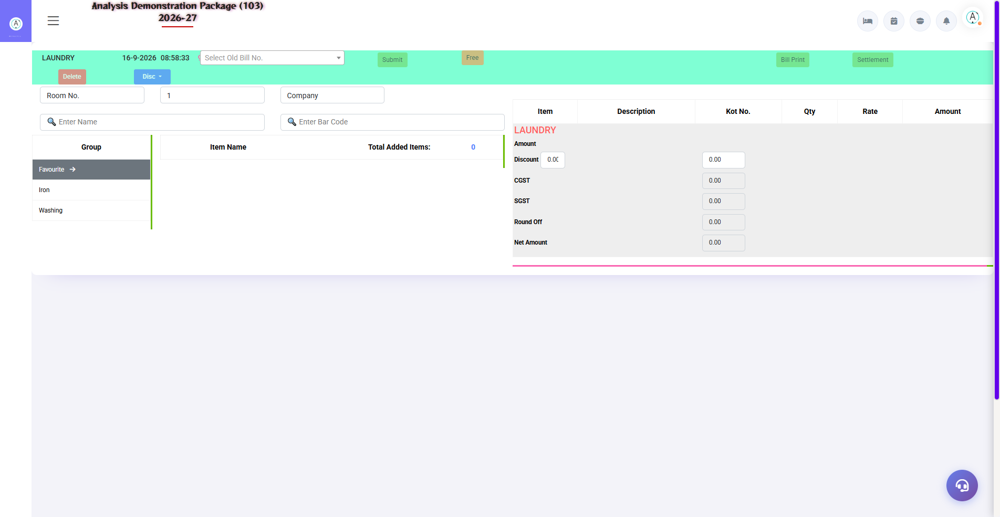 Analysis Demonstration Package (103)
2026-27
A
A
LAUNDRY
16-9-2026 08:58:33
Select Old Bill No.
Submit
Free
Bill Print
Settlement
Delete
Disc
Room No.
1
Company
Enter Name
Enter Bar Code
Group
Favourite
Iron
Washing
Item Name
Total Added Items:
0
Item
Description
Kot No.
Qty
Rate
Amount
LAUNDRY
Amount
Discount
0.00
0.00
CGST
0.00
SGST
0.00
Round Off
0.00
Net Amount
0.00